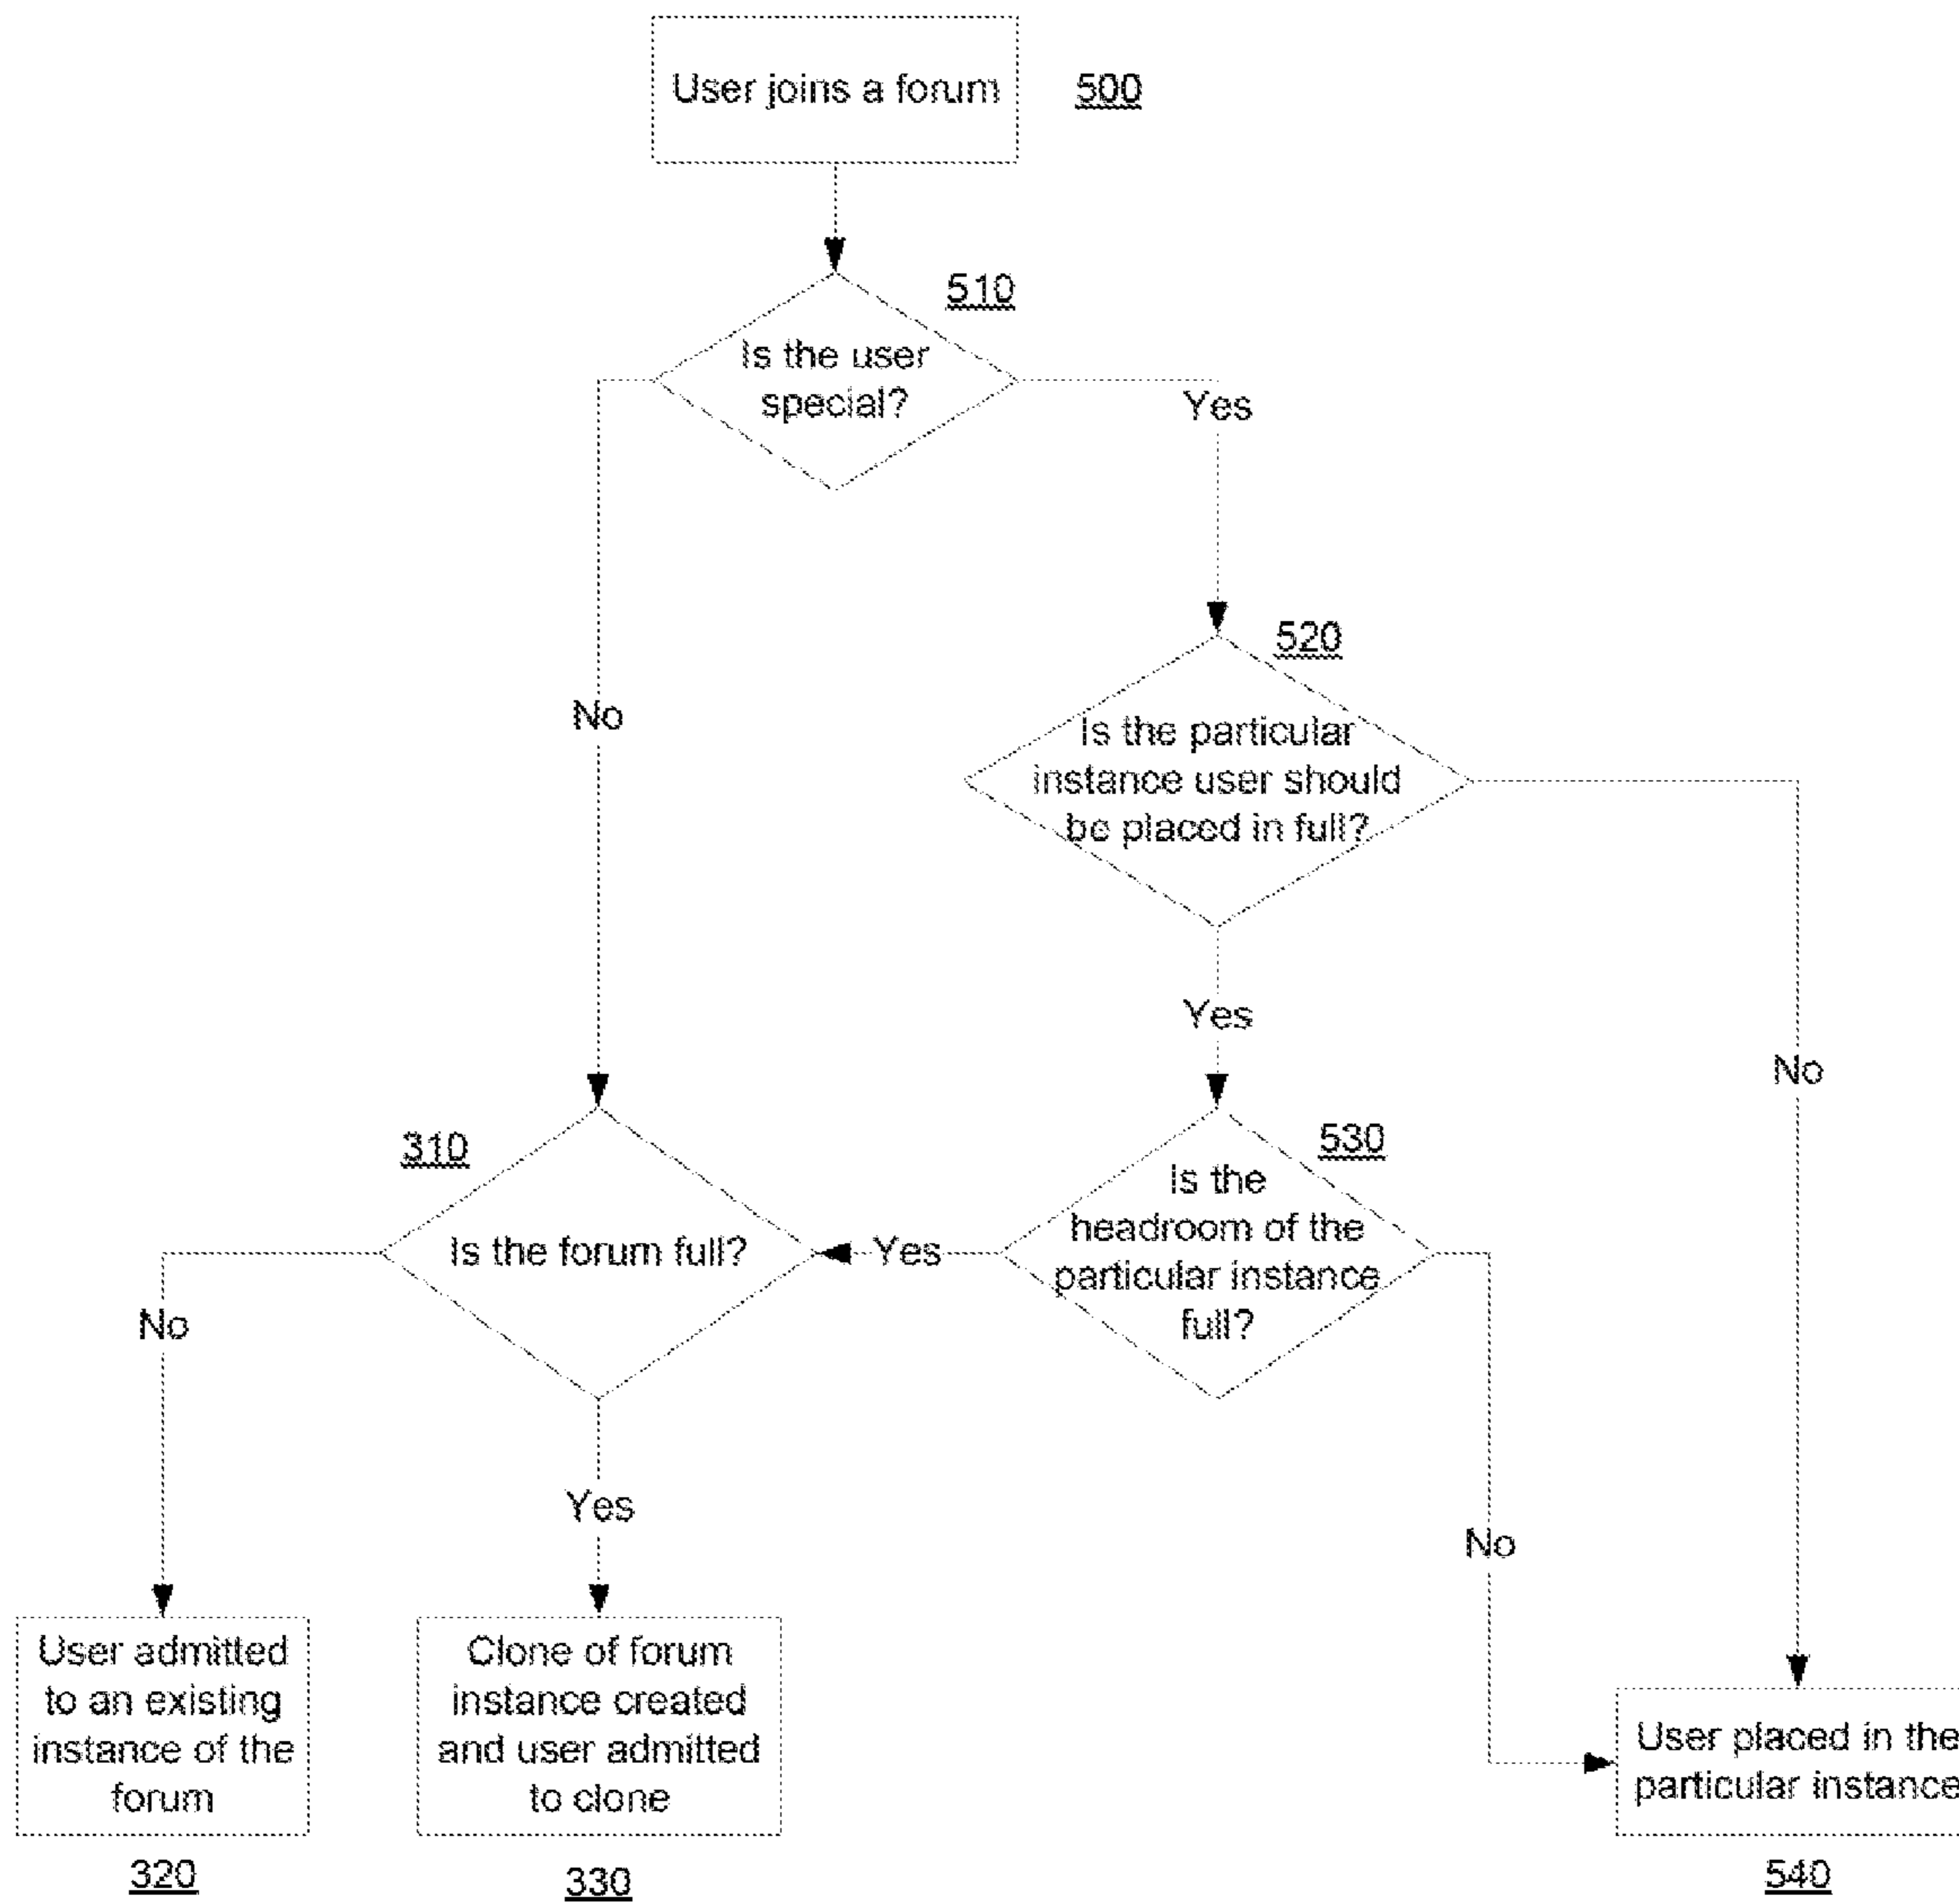 User joins a forum
500
510
Is the user
special?
Yes
No
520
Is the particular
instance user should
be placed in full?
Yes
No
310
Is the forum full?
Yes
530
Is the
headroom of the
particular instance
full?
No
Yes
No
User admitted
to an existing
instance of the
forum
320
Clone of forum
instance created
and user admitted
to clone
330
User placed in the
particular instance
540